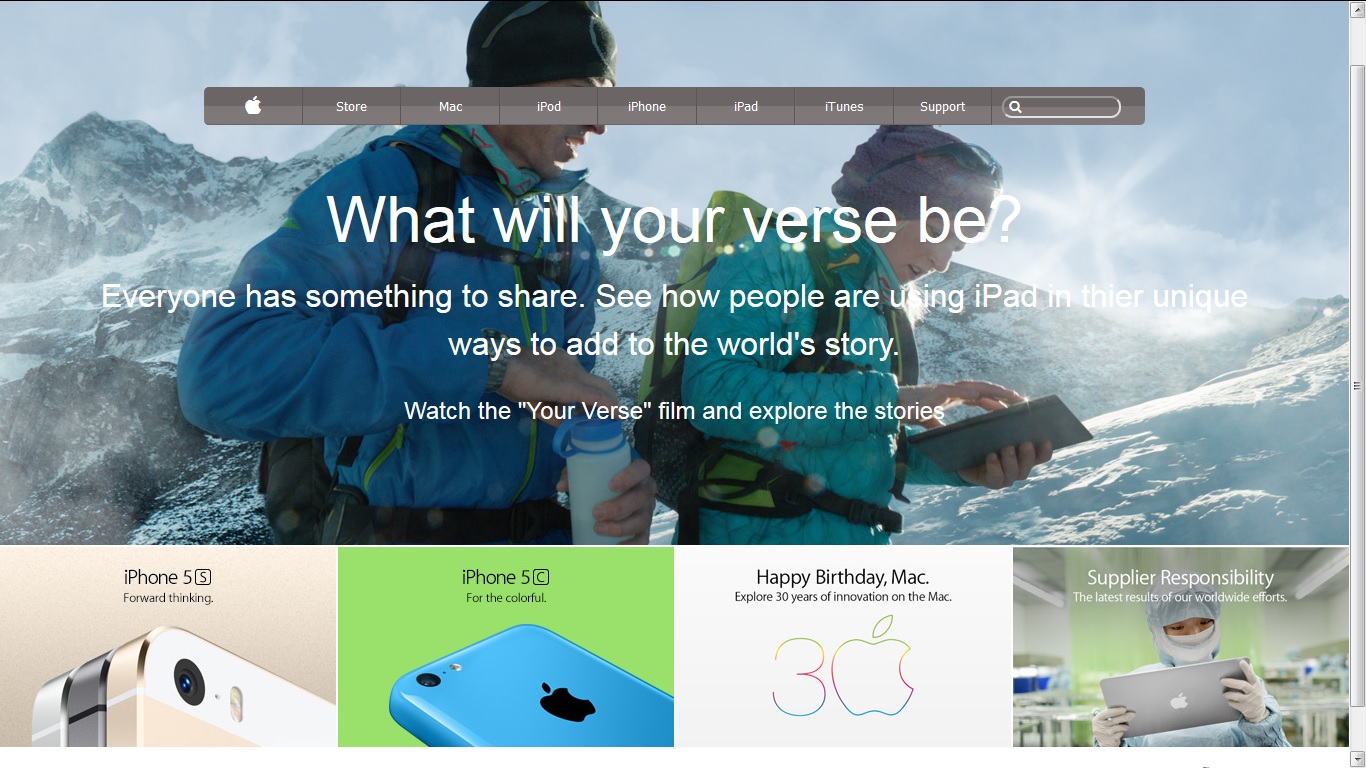 Store Mac iPod iPhone iPad iTunes Support
What will your verse be?
Everyone has something to share. See how people are using iPad in thier unique
ways to add to the world's story.
Watch the "Your Verse" film and explore the stories
iPhone 5S
Forward thinking.
iPhone 5C
For the colorful.
Happy Birthday, Mac.
Explore 30 years of innovation on the Mac.
30
Supplier Responsibility
The latest results of our worldwide efforts.